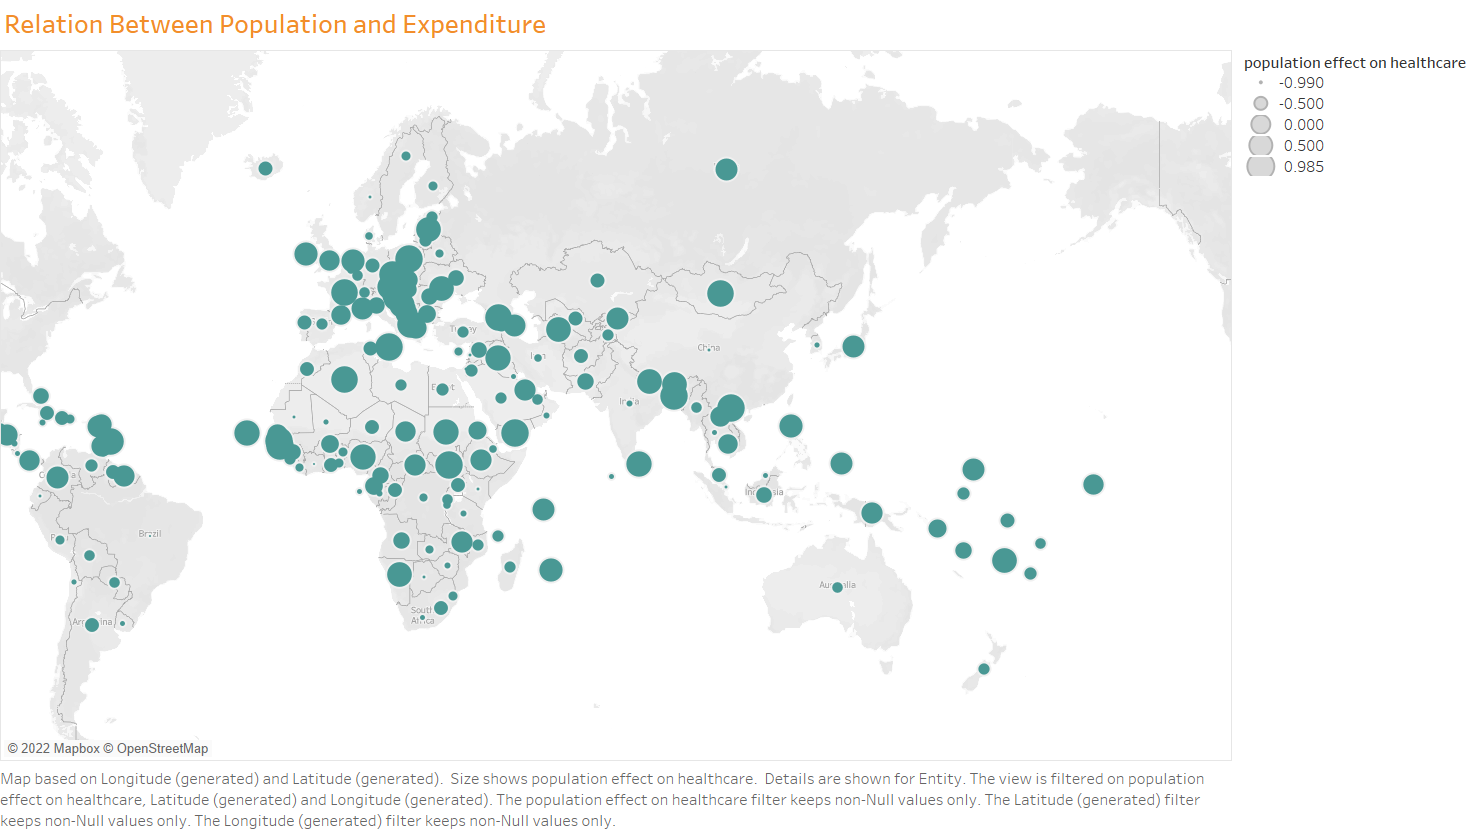 Relation Between Population and Expenditure
population effect on healthcare
-0.990
-0.500
0.000
0.500
0.985
China
Brazil
© 2022 Mapbox © OpenStreetMap
Map based on Longitude (generated) and Latitude (generated).  Size shows population effect on healthcare.  Details are shown for Entity. The view is filtered on population
effect on healthcare, Latitude (generated) and Longitude (generated). The population effect on healthcare filter keeps non-Null values only. The Latitude (generated) filter
keeps non-Null values only. The Longitude (generated) filter keeps non-Null values only.